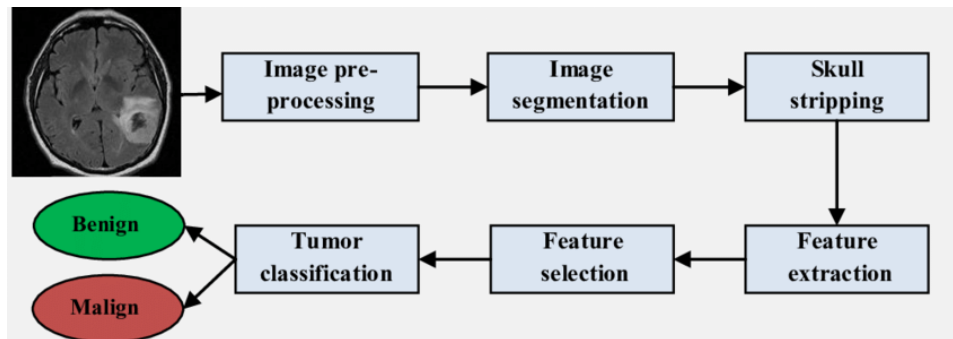 Image pre-
processing
Image
segmentation
Skull
stripping
Feature
extraction
Feature
selection
Tumor
classification
Benign
Malign